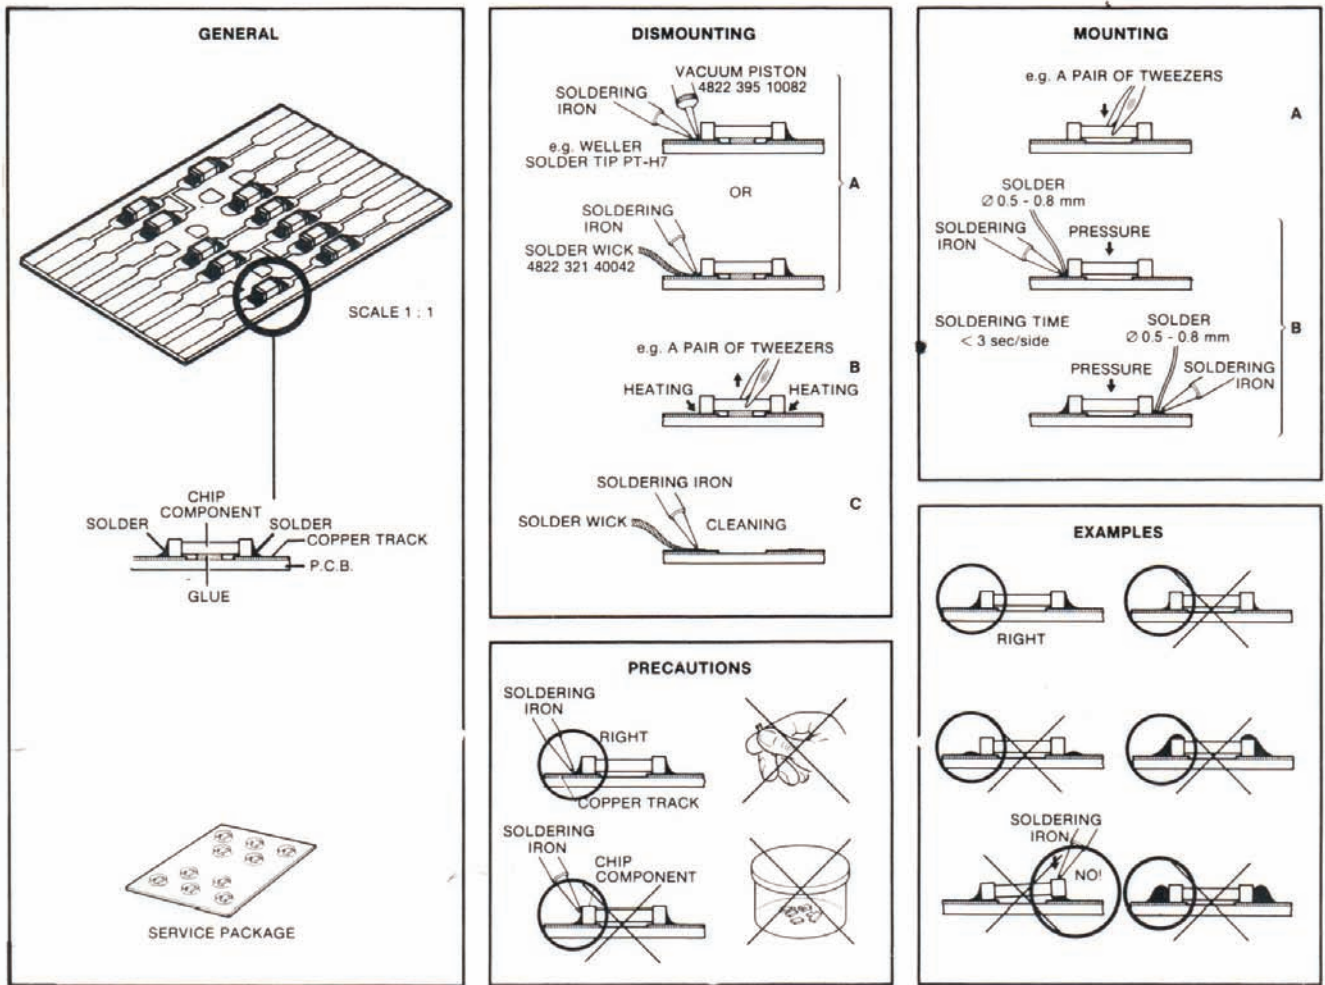 GENERAL
SCALE 1 : 1
CHIP
COMPONENT
SOLDER
SOLDER
COPPER TRACK
P.C.B.
GLUE
SERVICE PACKAGE
DISMOUNTING
VACUUM PISTON
4822 395 10082
SOLDERING
IRON
e.g. WELLER
SOLDER TIP PT-H7
A
OR
SOLDERING
IRON
SOLDER WICK
4822 321 40042
e.g. A PAIR OF TWEEZERS
B
HEATING
HEATING
SOLDERING IRON
C
SOLDER WICK
CLEANING
PRECAUTIONS
SOLDERING
IRON
RIGHT
COPPER TRACK
SOLDERING
IRON
CHIP
COMPONENT
MOUNTING
e.g. A PAIR OF TWEEZERS
A
SOLDER
∅ 0.5 - 0.8 mm
SOLDERING
IRON
PRESSURE
SOLDERING TIME
< 3 sec/side
SOLDER
∅ 0.5 - 0.8 mm
B
PRESSURE
SOLDERING
IRON
EXAMPLES
RIGHT
SOLDERING
IRON
NO!